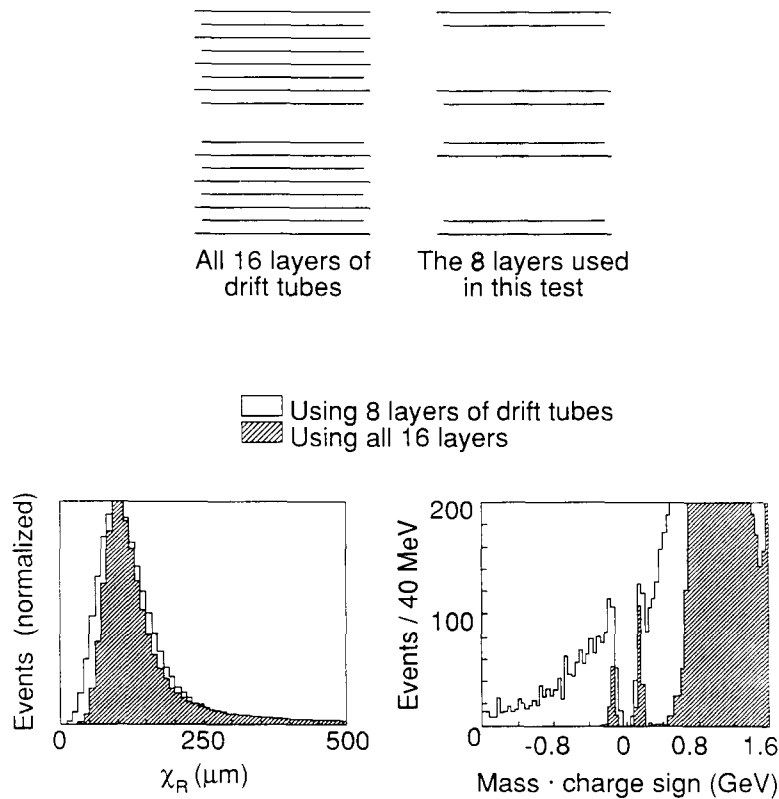 All 16 layers of
drift tubes
The 8 layers used
in this test
Using 8 layers of drift tubes
Using all 16 layers
Events (normalized)
0
250
500
χR (μm)
Events / 40 MeV
200
100
0
-0.8
0
0.8
1.6
Mass · charge sign (GeV)